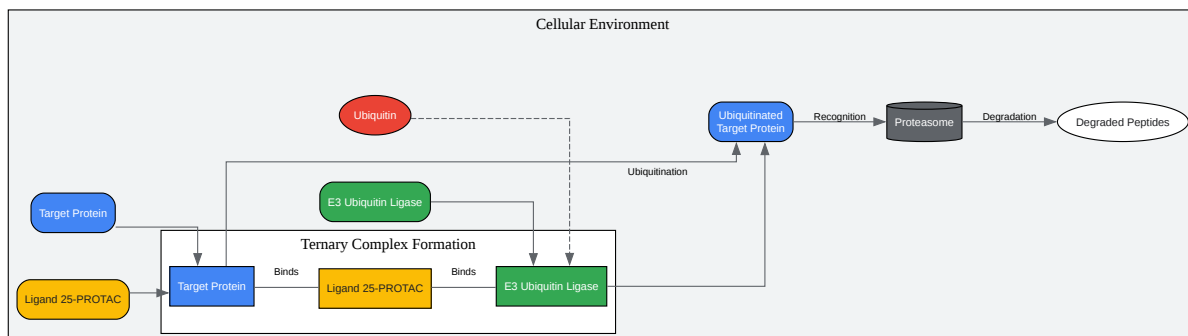 Cellular Environment
Ubiquitin
Ubiquitinated
Target Protein
Recognition
Proteasome
Degradation
Degraded Peptides
Ubiquitination
E3 Ubiquitin Ligase
Target Protein
Ternary Complex Formation
Ligand 25-PROTAC
Target Protein
Binds
Ligand 25-PROTAC
Binds
E3 Ubiquitin Ligase